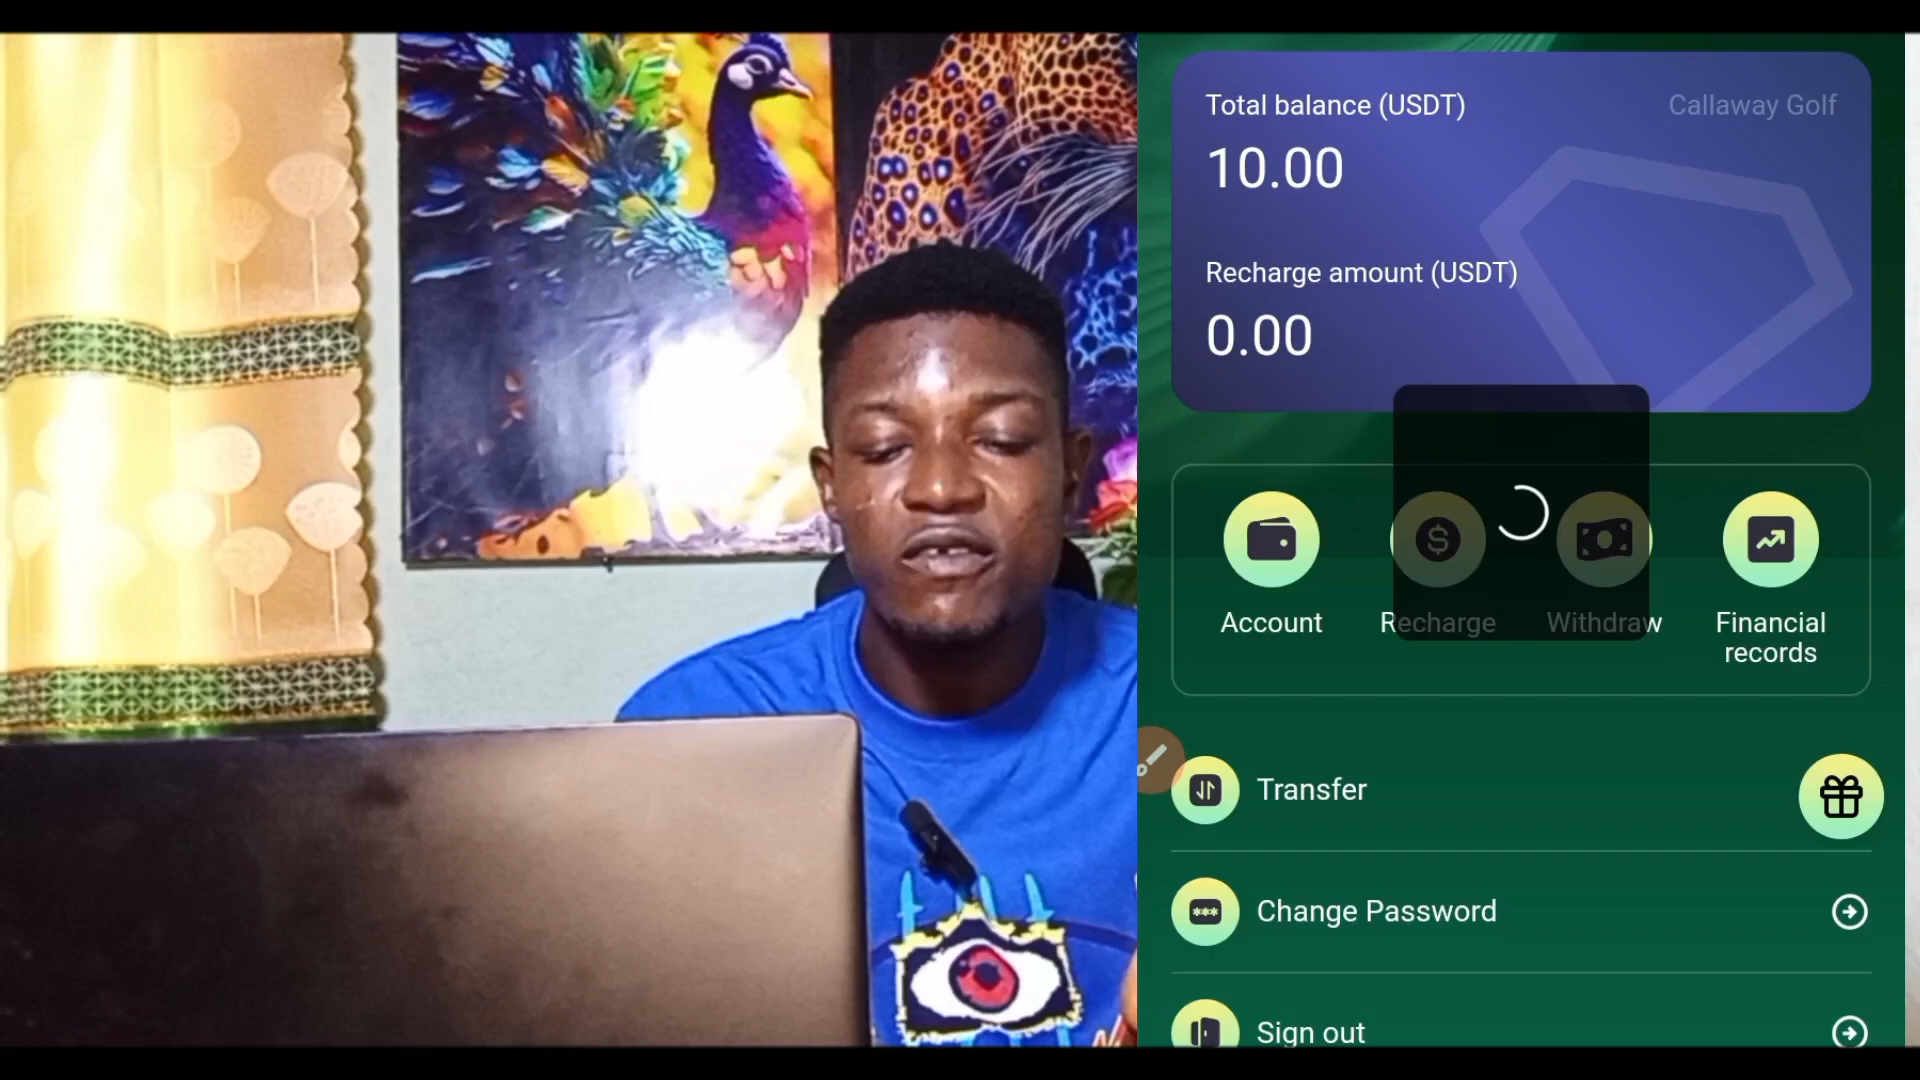 Total balance (USDT)
Callaway Golf
10.00
Recharge amount (USDT)
0.00
Account
Recharge
Withdraw
Financial
records
Transfer
Change Password
Sign out